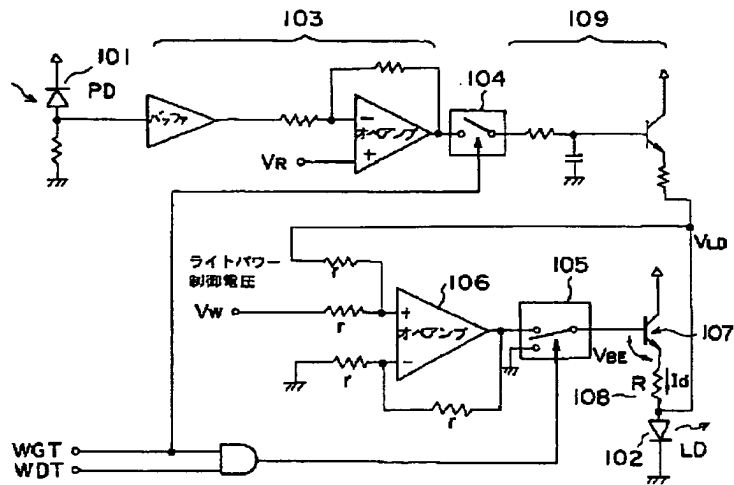 103
109
101
PD
104
バッファ
オペアンプ
−
+
VR
ライトパワー
制御電圧
VLD
r
106
105
Vw
r
+
オペアンプ
−
107
VBE
r
R
Id
108
r
WGT
WDT
102
LD